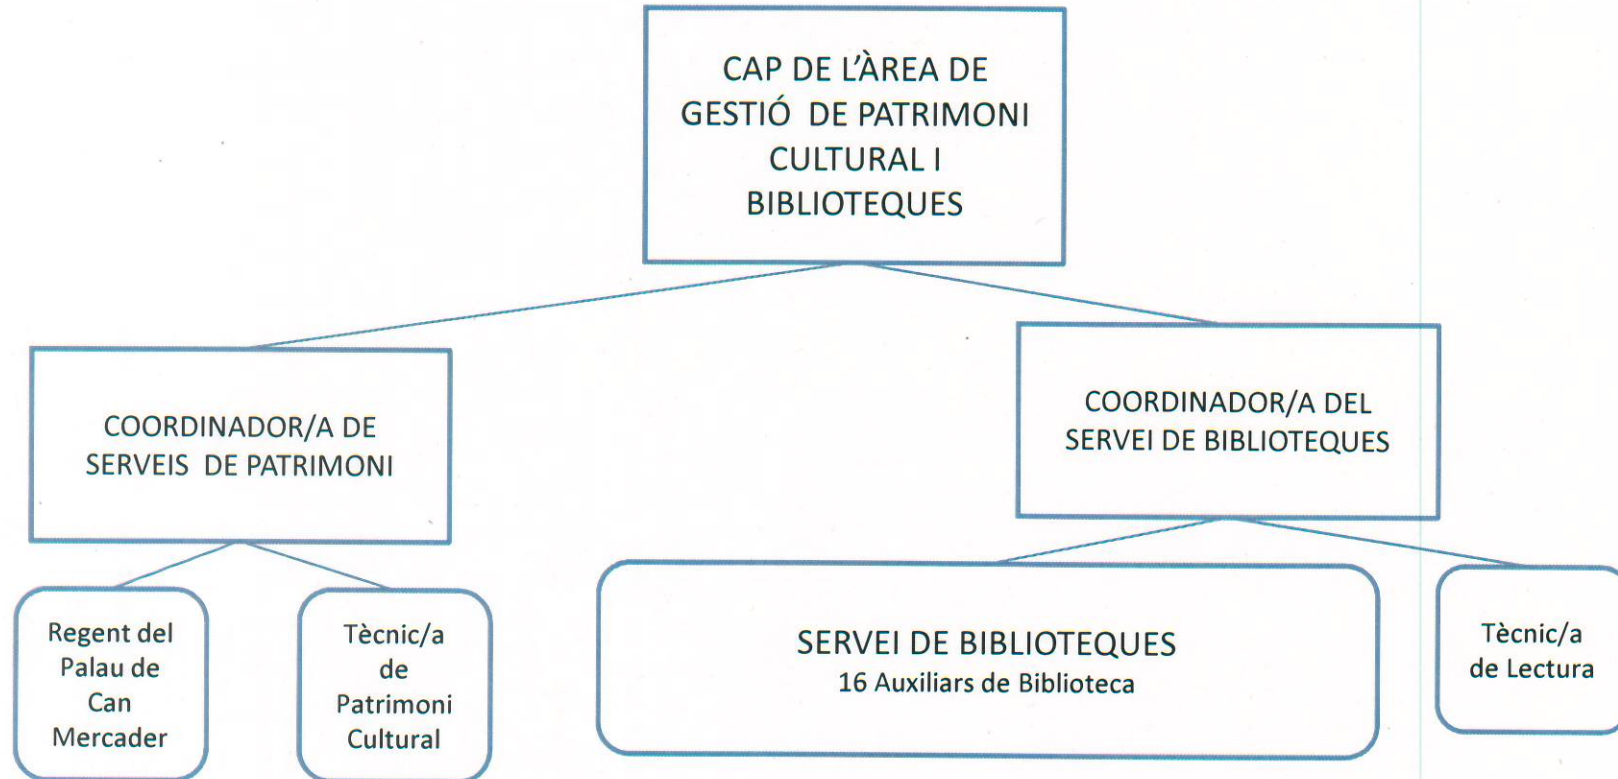 CAP DE L'ÀREA DE
GESTIÓ DE PATRIMONI
CULTURAL I
BIBLIOTEQUES
COORDINADOR/A DE
SERVEIS DE PATRIMONI
COORDINADOR/A DEL
SERVEI DE BIBLIOTEQUES
Regent del
Palau de
Can
Mercader
Tècnic/a
de
Patrimoni
Cultural
SERVEI DE BIBLIOTEQUES
16 Auxiliars de Biblioteca
Tècnic/a
de Lectura